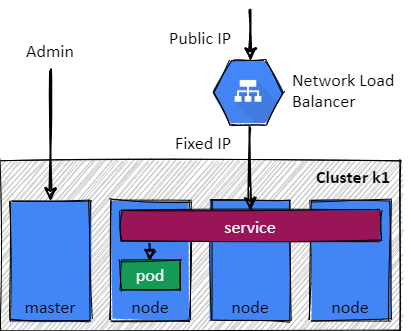 Public IP
Admin
Network Load
Balancer
Fixed IP
Cluster k1
service
pod
master
node
node
node